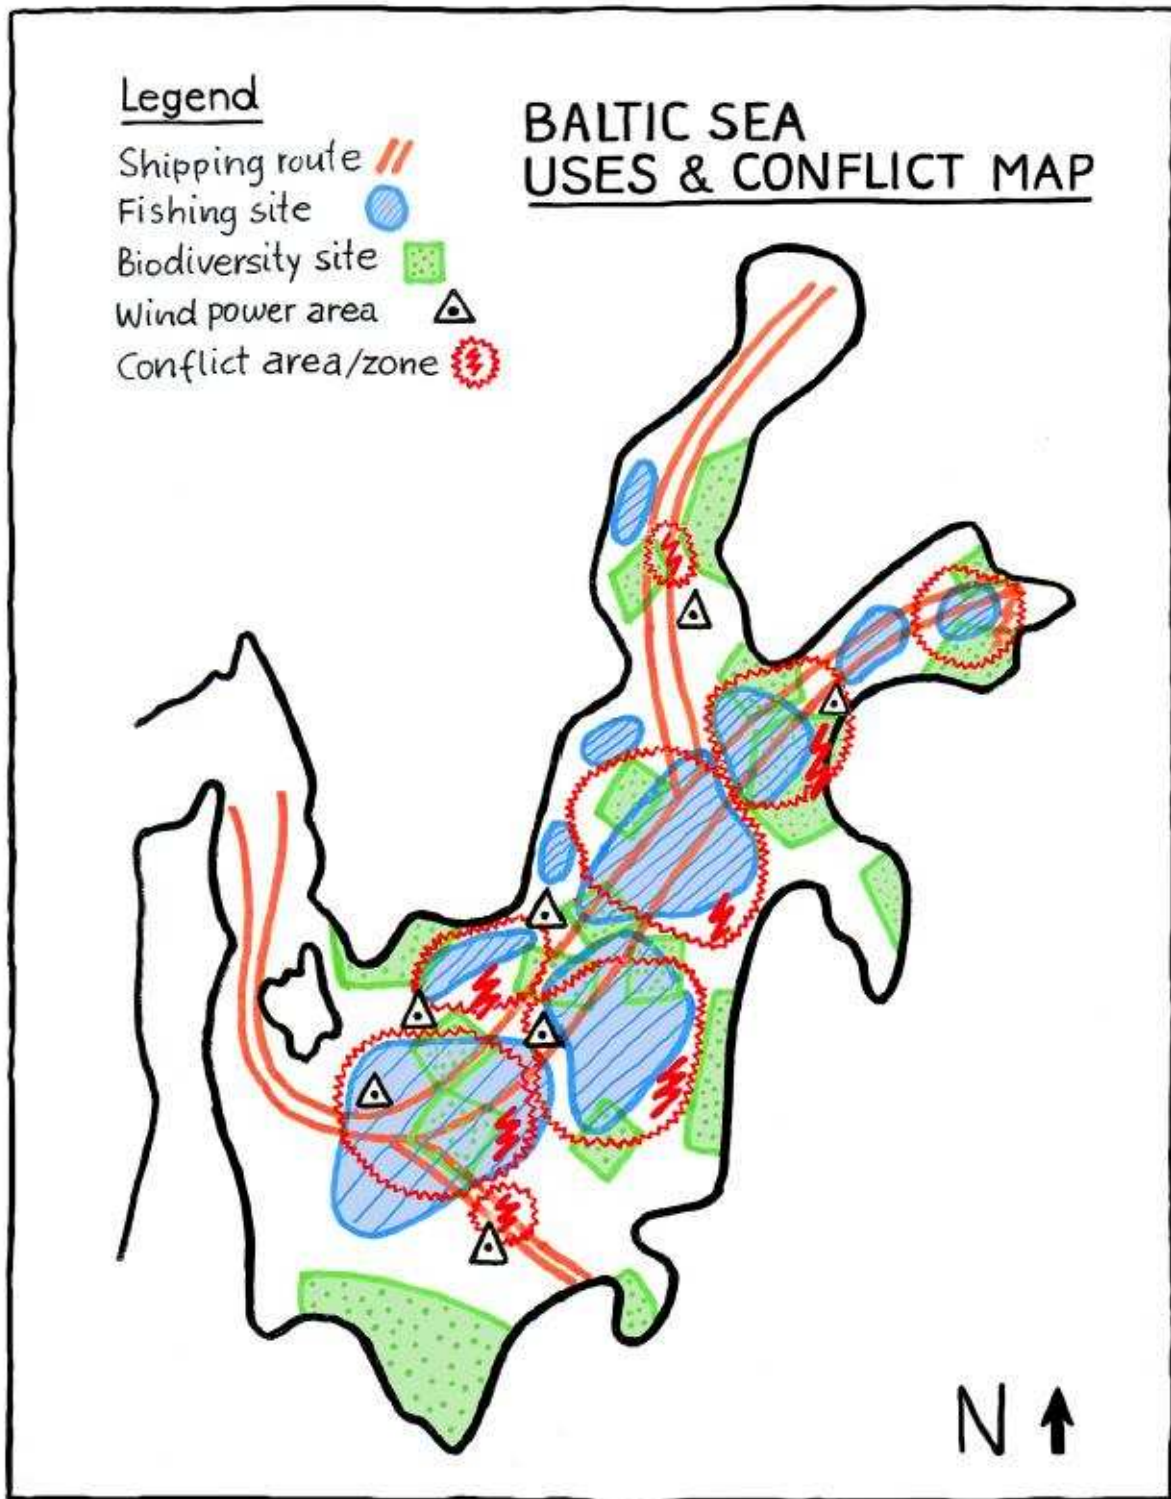 Legend
Shipping route
Fishing site
Biodiversity site
Wind power area
Conflict area/zone
BALTIC SEA
USES & CONFLICT MAP
N